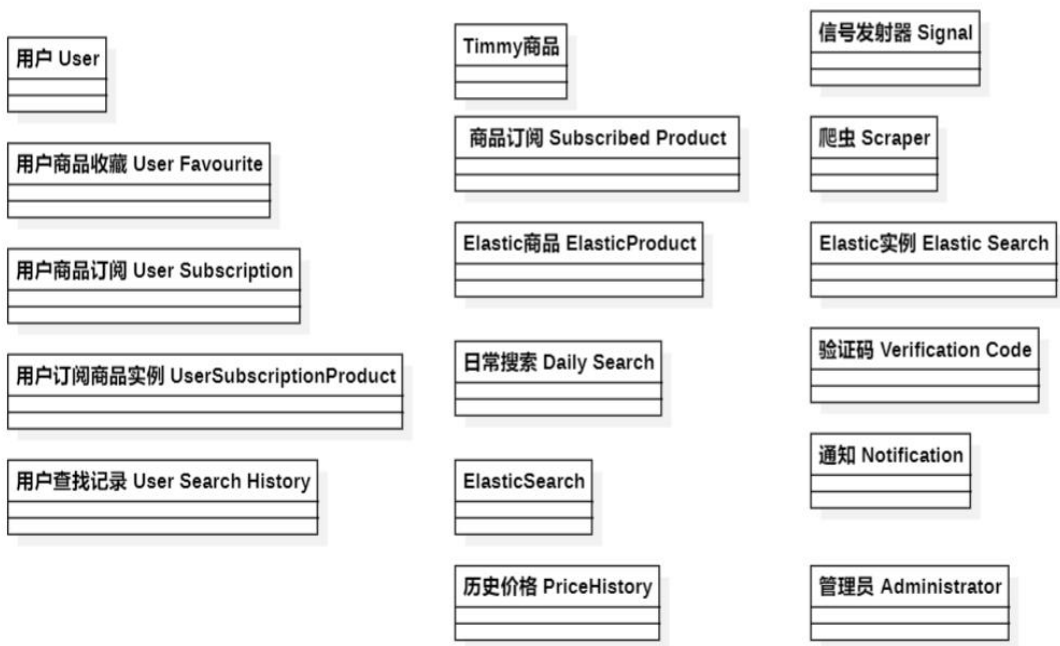 用户 User
用户商品收藏 User Favourite
用户商品订阅 User Subscription
用户订阅商品实例 UserSubscriptionProduct
用户查找记录 User Search History
Timmy商品
商品订阅 Subscribed Product
Elastic商品 ElasticProduct
日常搜索 Daily Search
ElasticSearch
历史价格 PriceHistory
信号发射器 Signal
爬虫 Scraper
Elastic实例 Elastic Search
验证码 Verification Code
通知 Notification
管理员 Administrator